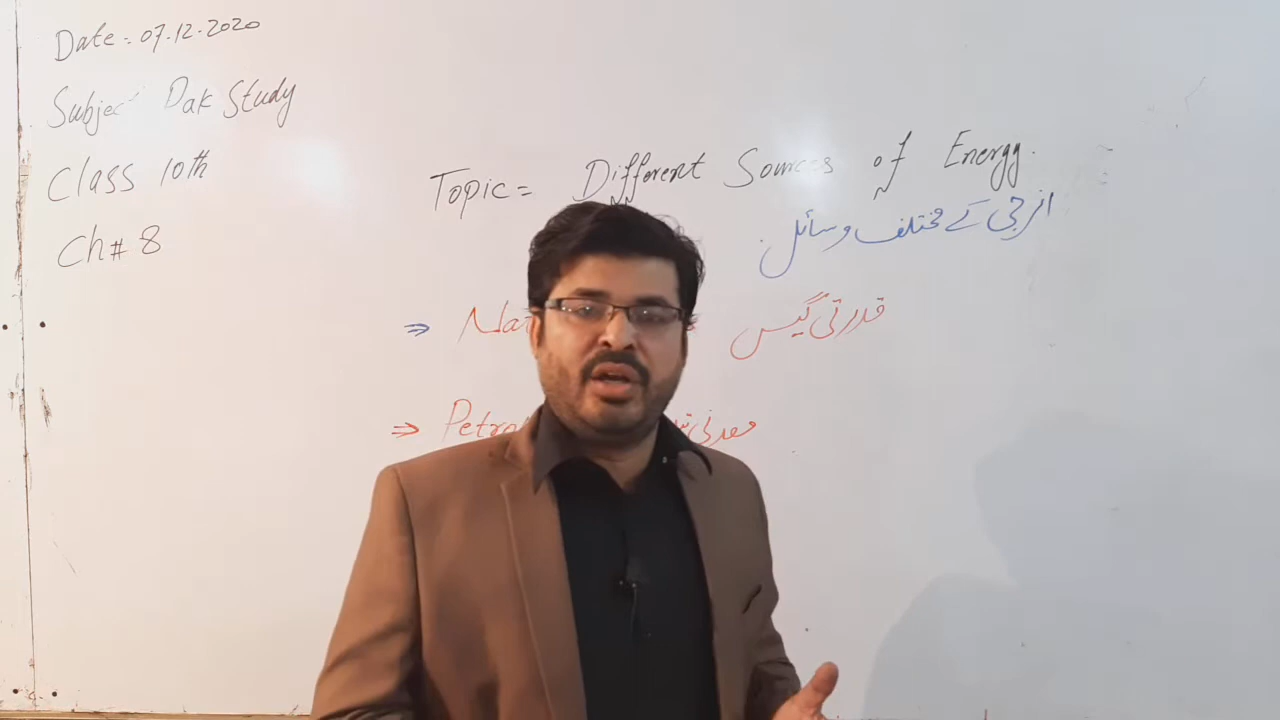 Date: 07.12.2020
Subject Pak Study
Class 10th
Ch# 8
Topic = Different Sources of Energy.
انرجی کے مختلف وسائل.
⇒ قدرتی گیس
⇒ معدنی